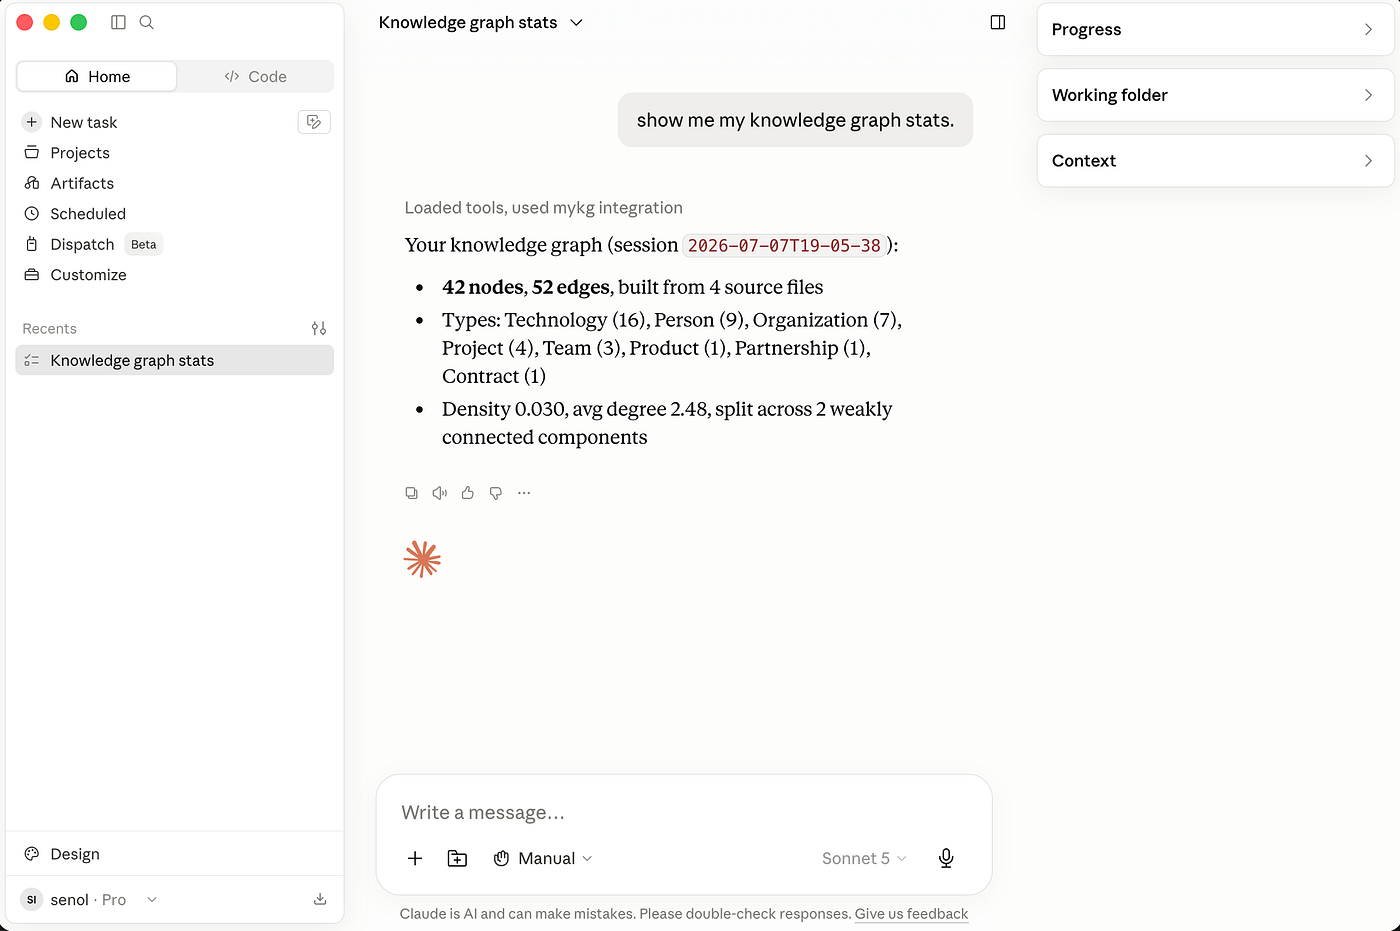 Home
Code
New task
Projects
Artifacts
Scheduled
Dispatch Beta
Customize
Recents
Knowledge graph stats
Design
SI senol · Pro
Knowledge graph stats
show me my knowledge graph stats.
Loaded tools, used mykg integration
Your knowledge graph (session 2026-07-07T19-05-38):
• 42 nodes, 52 edges, built from 4 source files
• Types: Technology (16), Person (9), Organization (7),
Project (4), Team (3), Product (1), Partnership (1),
Contract (1)
• Density 0.030, avg degree 2.48, split across 2 weakly
connected components
Write a message...
Manual
Sonnet 5
Claude is AI and can make mistakes. Please double-check responses. Give us feedback
Progress
Working folder
Context